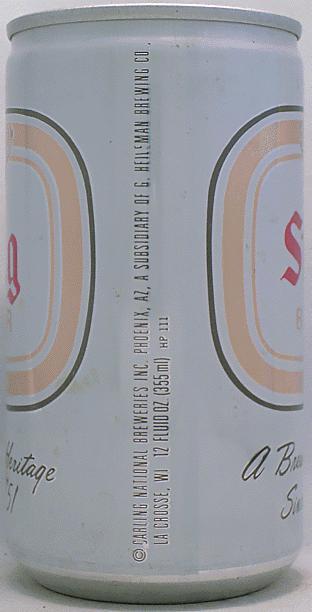 © CARLING NATIONAL BREWERIES INC. PHOENIX, AZ, A SUBSIDIARY OF G. HEILEMAN BREWING CO.,
LA CROSSE, WI 12 FLUID OZ. (355ml) HP 111
g
R
Heritage
51
S
B
A Brew
Sin